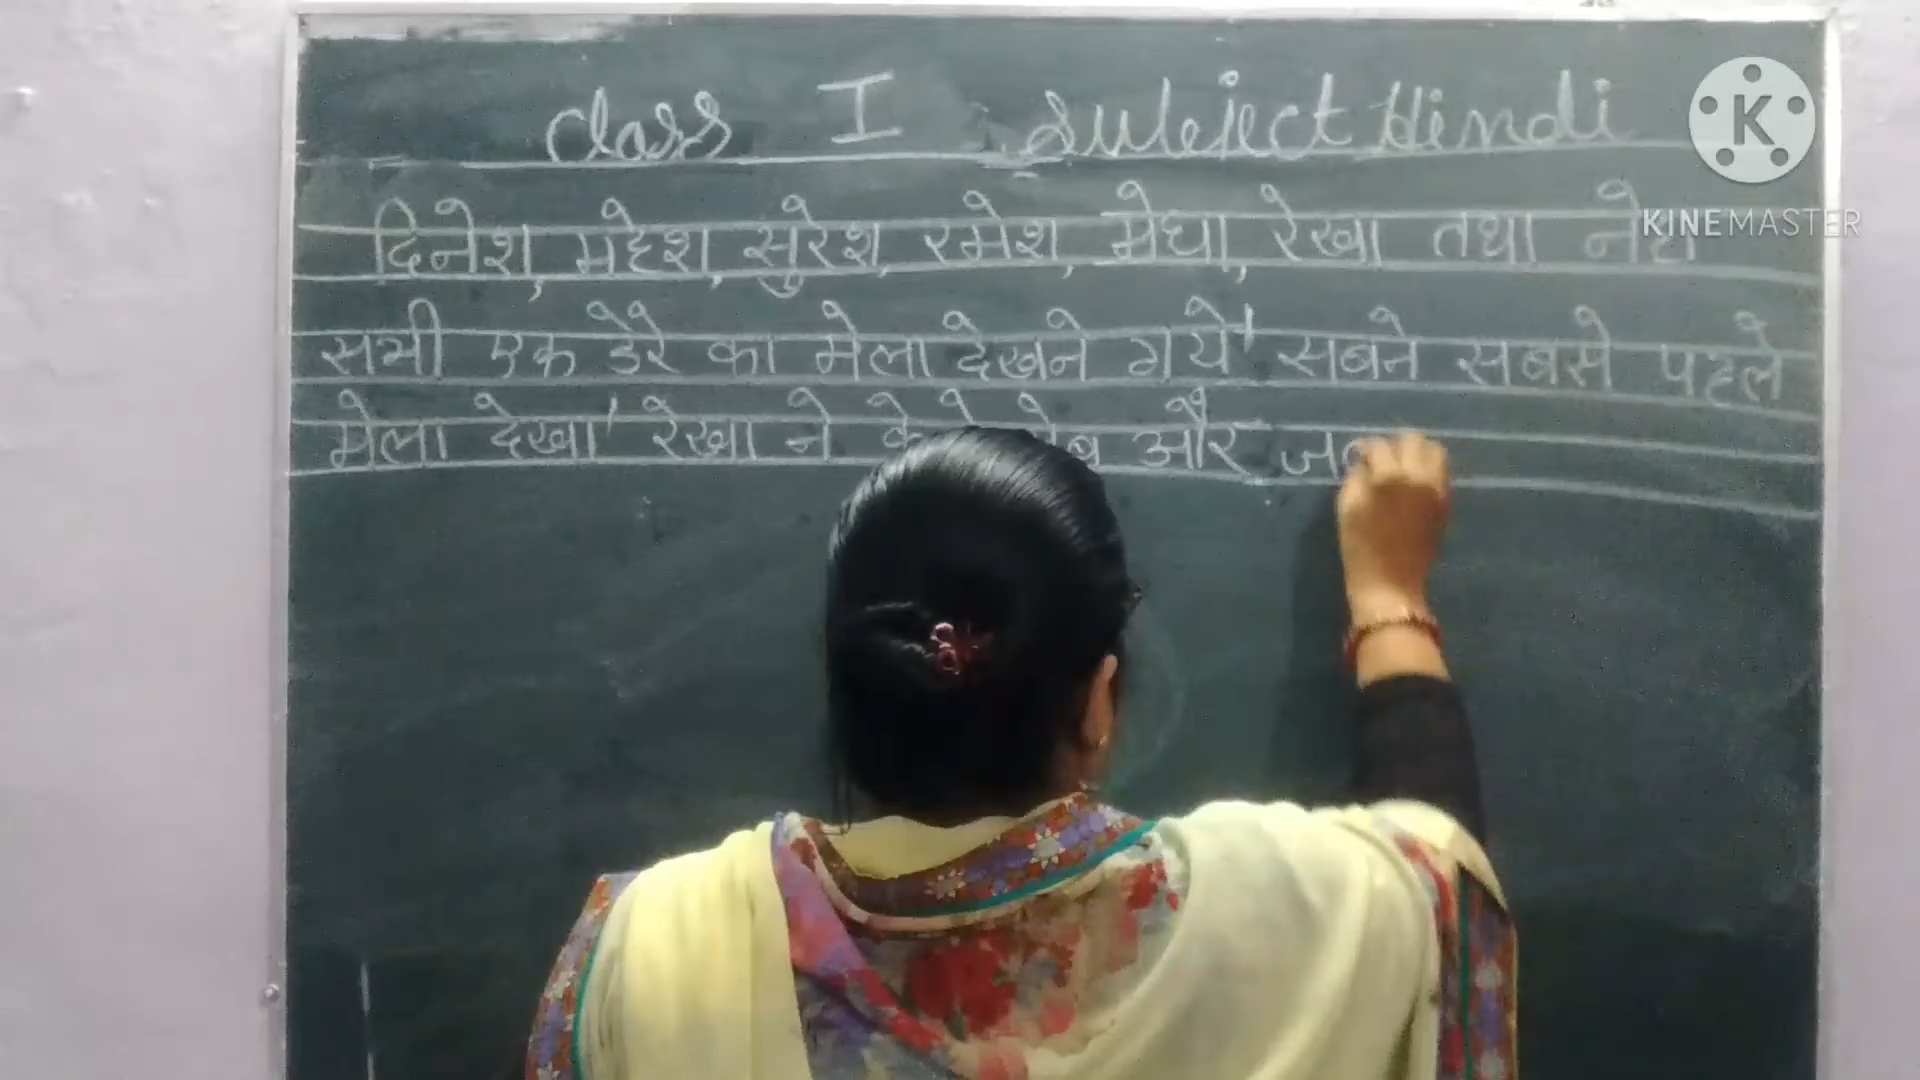 Class I Subject Hindi
दिनेश, महेश, सुरेश, रमेश, मेघा, रेखा तथा नेहा
सभी एक डेरे का मेला देखने गये। सबने सबसे पहले
मेला देखा। रेखा ने और
K
KINEMASTER